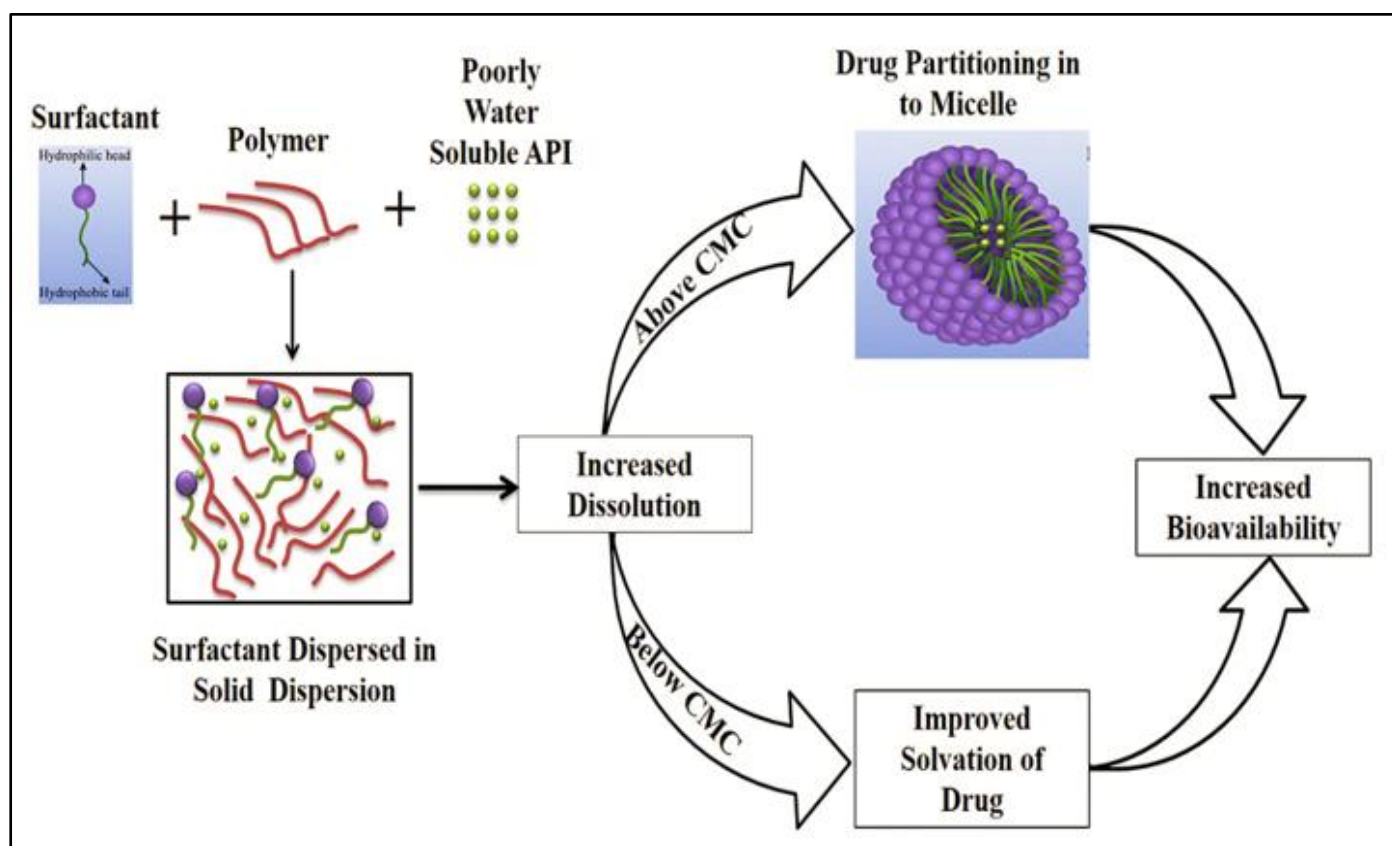 Surfactant
Hydrophilic head
Hydrophobic tail
+
Polymer
+
Poorly
Water
Soluble API
Surfactant Dispersed in
Solid Dispersion
Increased
Dissolution
Above CMC
Drug Partitioning in
to Micelle
Below CMC
Improved
Solvation of
Drug
Increased
Bioavailability